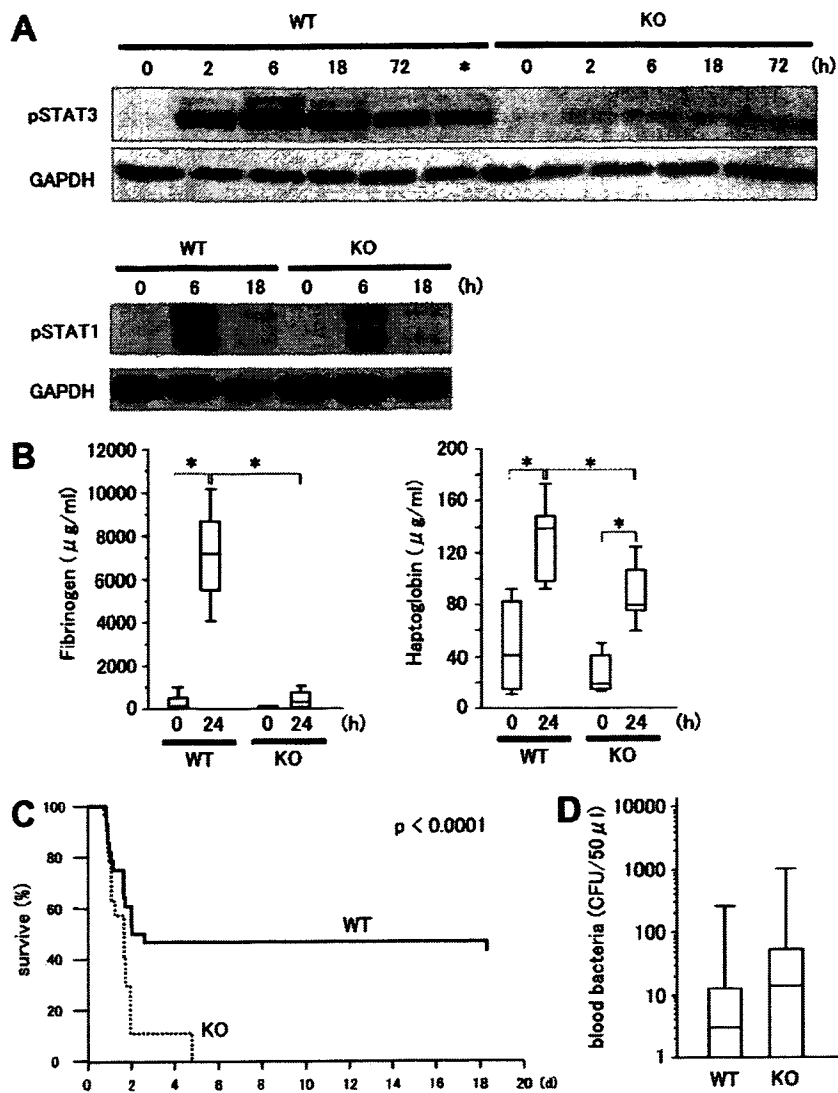 A
WT KO
0 2 6 18 72 * 0 2 6 18 72 (h)
pSTAT3
GAPDH
WT KO
0 6 18 0 6 18 (h)
pSTAT1
GAPDH
B
Fibrinogen (μg/ml)
12000
10000
8000
6000
4000
2000
0
* *
0 24 0 24 (h)
WT KO
Haptoglobin (μg/ml)
200
160
120
80
40
0
* * *
0 24 0 24 (h)
WT KO
C
survive (%)
100
80
60
40
20
0
p < 0.0001
WT
KO
0 2 4 6 8 10 12 14 16 18 20 (d)
D
blood bacteria (CFU/50μl)
10000
1000
100
10
1
WT KO